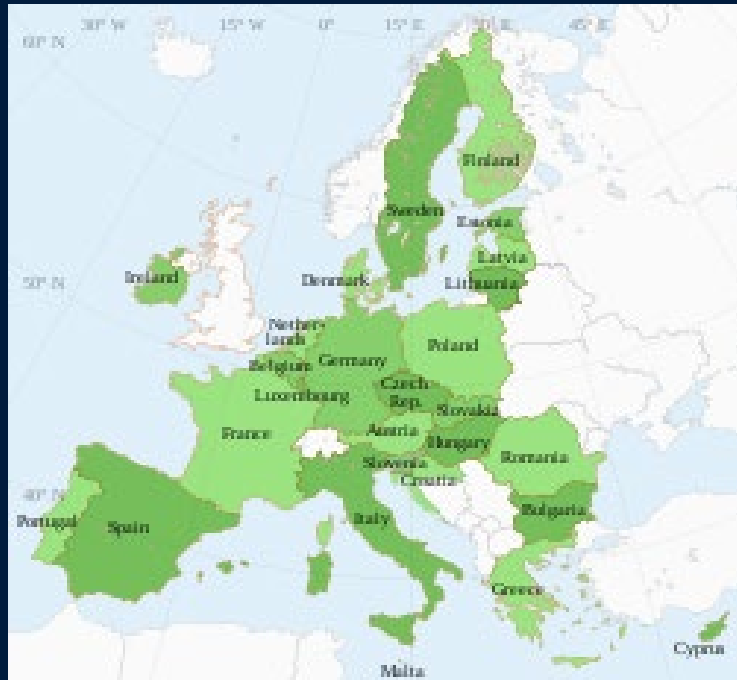 30° W
15° W
0°
15° E
30° E
45° E
60° N
Finland
Sweden
Estonia
Latvia
Ireland
Denmark
Lithuania
50° N
Nether-
lands
Poland
Belgium
Germany
Czech
Rep.
Luxembourg
Slovakia
France
Austria
Hungary
Romania
Slovenia
Croatia
40° N
Portugal
Spain
Italy
Bulgaria
Greece
Cyprus
Malta